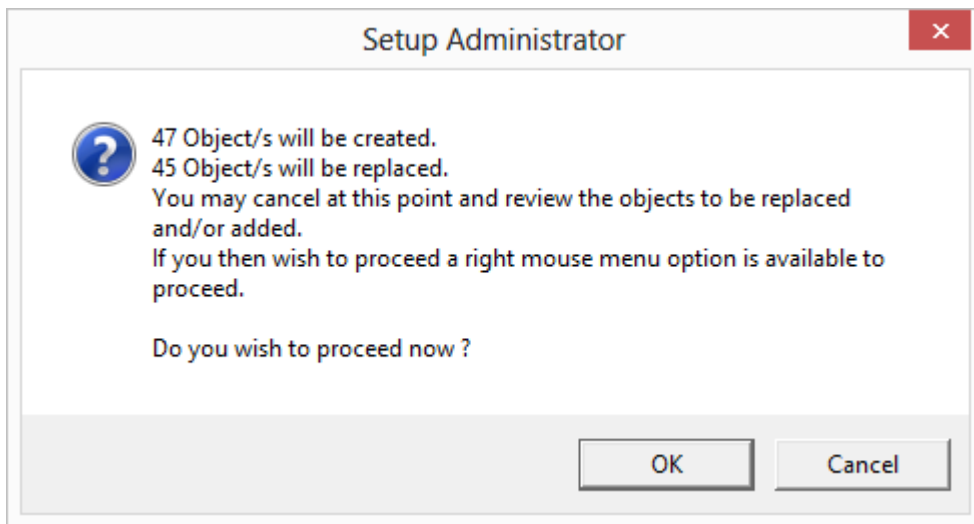 Setup Administrator
47 Object/s will be created.
45 Object/s will be replaced.
You may cancel at this point and review the objects to be replaced
and/or added.
If you then wish to proceed a right mouse menu option is available to
proceed.
Do you wish to proceed now ?
OK
Cancel